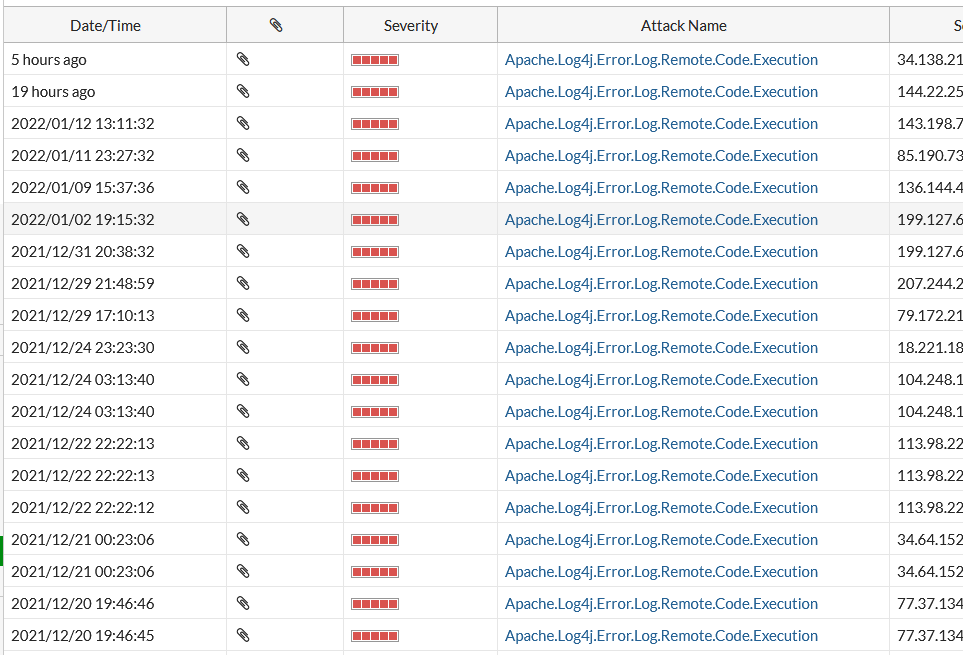 Date/Time Severity Attack Name S
5 hours ago Apache.Log4j.Error.Log.Remote.Code.Execution 34.138.21
19 hours ago Apache.Log4j.Error.Log.Remote.Code.Execution 144.22.25
2022/01/12 13:11:32 Apache.Log4j.Error.Log.Remote.Code.Execution 143.198.7
2022/01/11 23:27:32 Apache.Log4j.Error.Log.Remote.Code.Execution 85.190.73
2022/01/09 15:37:36 Apache.Log4j.Error.Log.Remote.Code.Execution 136.144.4
2022/01/02 19:15:32 Apache.Log4j.Error.Log.Remote.Code.Execution 199.127.6
2021/12/31 20:38:32 Apache.Log4j.Error.Log.Remote.Code.Execution 199.127.6
2021/12/29 21:48:59 Apache.Log4j.Error.Log.Remote.Code.Execution 207.244.2
2021/12/29 17:10:13 Apache.Log4j.Error.Log.Remote.Code.Execution 79.172.21
2021/12/24 23:23:30 Apache.Log4j.Error.Log.Remote.Code.Execution 18.221.18
2021/12/24 03:13:40 Apache.Log4j.Error.Log.Remote.Code.Execution 104.248.1
2021/12/24 03:13:40 Apache.Log4j.Error.Log.Remote.Code.Execution 104.248.1
2021/12/22 22:22:13 Apache.Log4j.Error.Log.Remote.Code.Execution 113.98.22
2021/12/22 22:22:13 Apache.Log4j.Error.Log.Remote.Code.Execution 113.98.22
2021/12/22 22:22:12 Apache.Log4j.Error.Log.Remote.Code.Execution 113.98.22
2021/12/21 00:23:06 Apache.Log4j.Error.Log.Remote.Code.Execution 34.64.152
2021/12/21 00:23:06 Apache.Log4j.Error.Log.Remote.Code.Execution 34.64.152
2021/12/20 19:46:46 Apache.Log4j.Error.Log.Remote.Code.Execution 77.37.134
2021/12/20 19:46:45 Apache.Log4j.Error.Log.Remote.Code.Execution 77.37.134